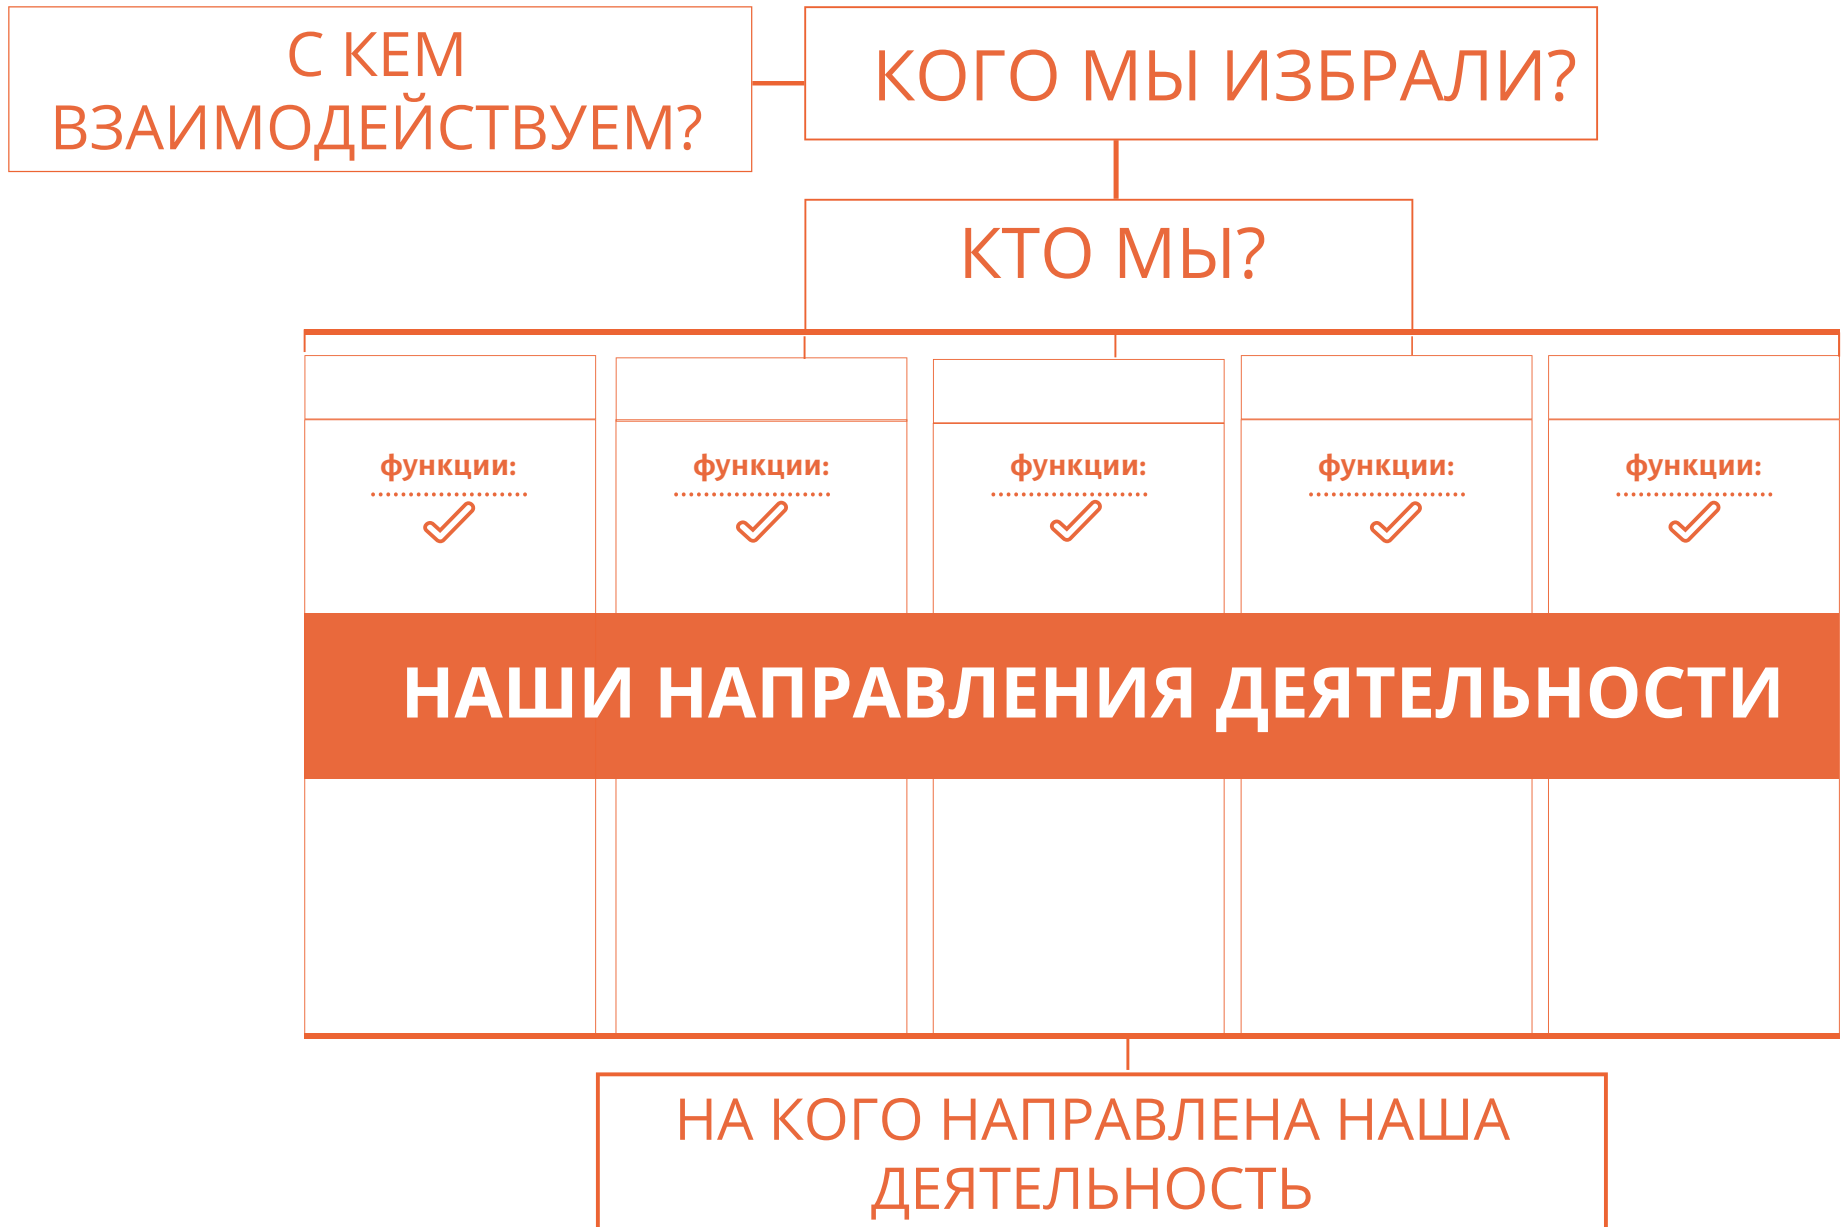 С КЕМ
ВЗАИМОДЕЙСТВУЕМ?
КОГО МЫ ИЗБРАЛИ?
КТО МЫ?
функции:
функции:
функции:
функции:
функции:
НАШИ НАПРАВЛЕНИЯ ДЕЯТЕЛЬНОСТИ
НА КОГО НАПРАВЛЕНА НАША
ДЕЯТЕЛЬНОСТЬ